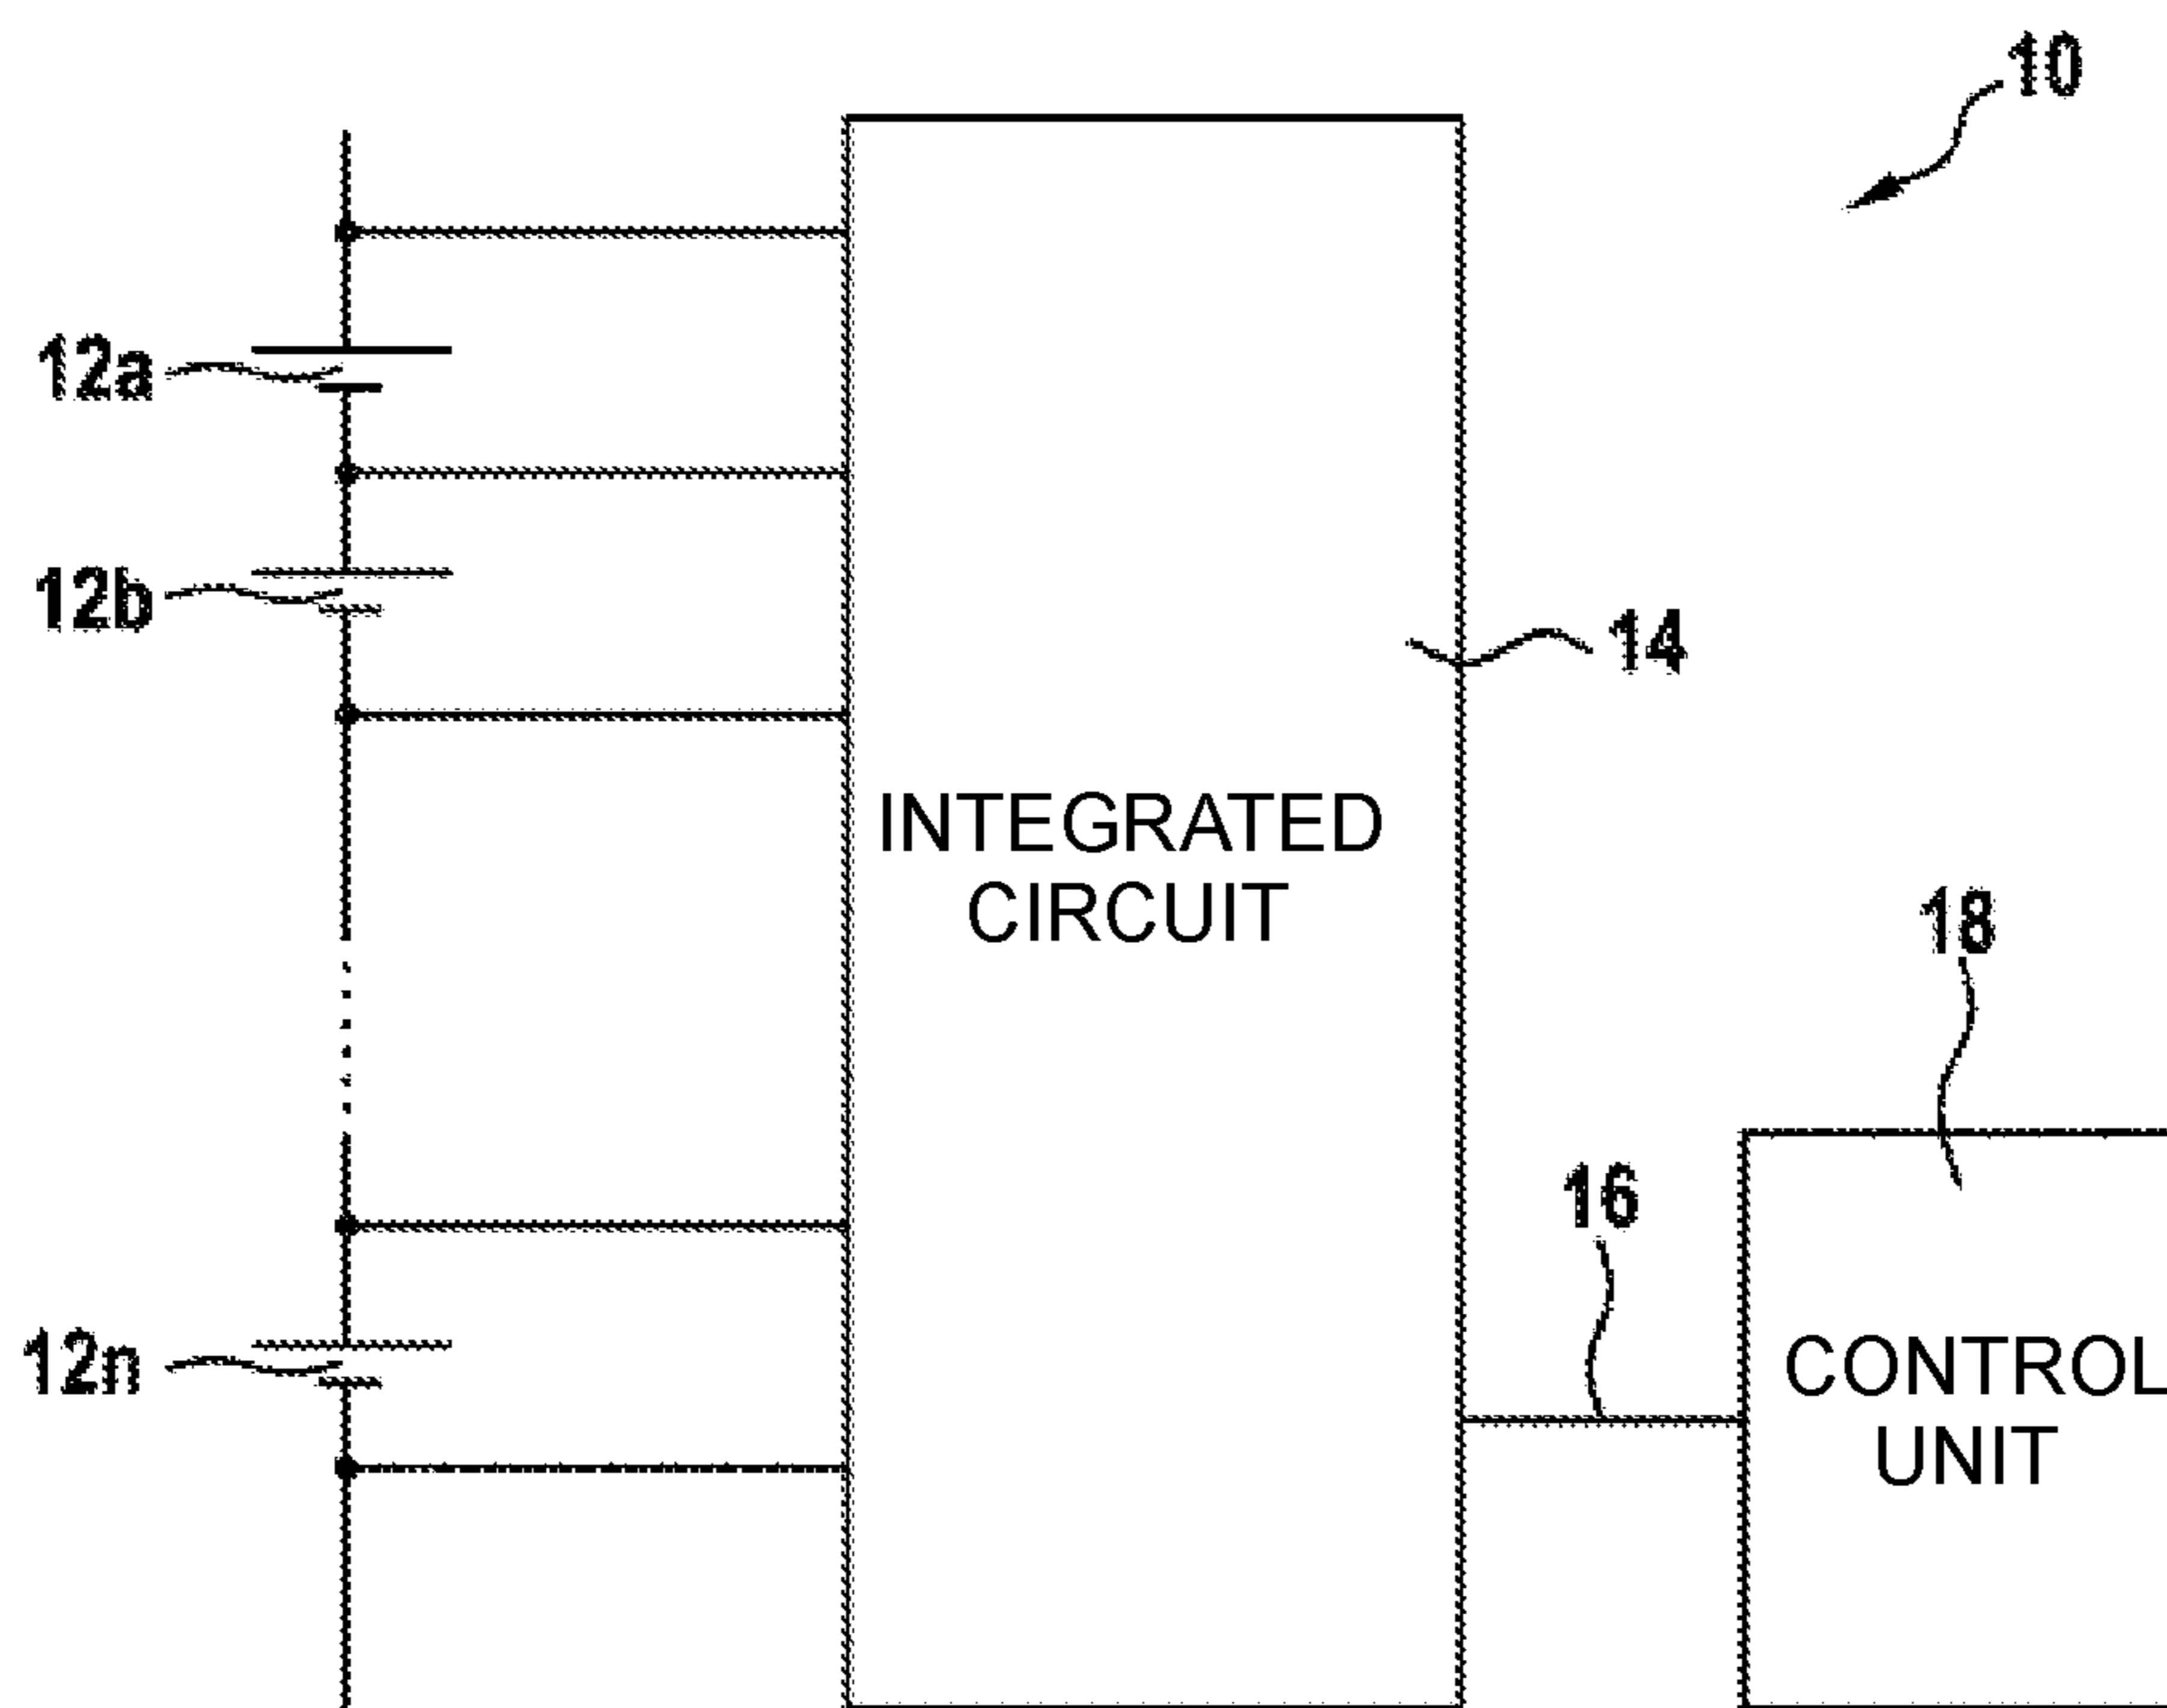 10
12a
12b
14
INTEGRATED
CIRCUIT
18
16
12n
CONTROL
UNIT